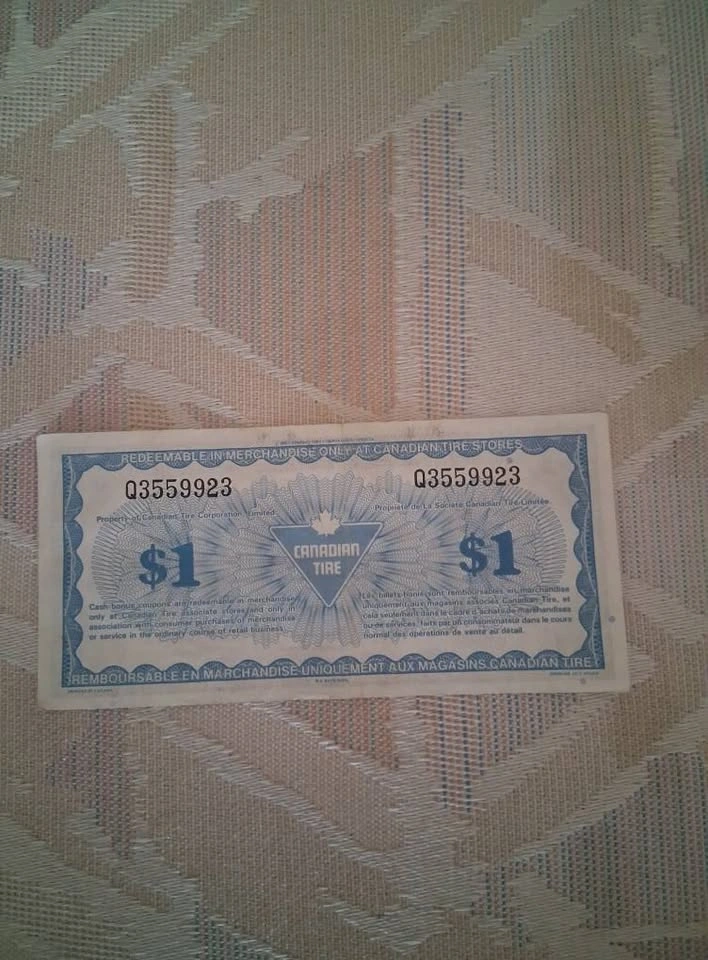 REDEEMABLE IN MERCHANDISE ONLY AT CANADIAN TIRE STORES
Q3559923
Q3559923
Property of Canadian Tire Corporation, Limited
Propriété de La Société Canadian Tire Limitée
$1
CANADIAN
TIRE
$1
Cash bonus coupons are redeemable in merchandise
only at Canadian Tire associate stores and only in
association with consumer purchases of merchandise
or service in the ordinary course of retail business.
Les billets-bonis sont remboursables en marchandise
uniquement aux magasins associés Canadian Tire, et
cela seulement dans le cadre d'achats de marchandises
ou de services, faits par un consommateur dans le cours
normal des opérations de vente au détail.
REMBOURSABLE EN MARCHANDISE UNIQUEMENT AUX MAGASINS CANADIAN TIRE